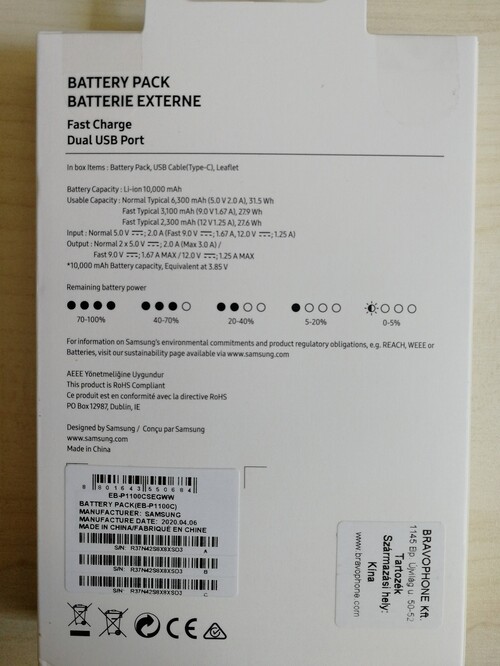 BATTERY PACK
BATTERIE EXTERNE
Fast Charge
Dual USB Port
In box Items : Battery Pack, USB Cable(Type-C), Leaflet
Battery Capacity : Li-ion 10,000 mAh
Usable Capacity : Normal Typical 6,300 mAh (5.0 V 2.0 A), 31.5 Wh
Fast Typical 3,100 mAh (9.0 V 1.67 A), 27.9 Wh
Fast Typical 2,300 mAh (12 V 1.25 A), 27.6 Wh
Input : Normal 5.0 V ⎓; 2.0 A (Fast 9.0 V ⎓; 1.67 A, 12.0 V ⎓; 1.25 A)
Output : Normal 2 x 5.0 V ⎓; 2.0 A (Max 3.0 A) /
Fast 9.0 V ⎓; 1.67 A MAX / 12.0 V ⎓; 1.25 A MAX
*10,000 mAh Battery capacity, Equivalent at 3.85 V
Remaining battery power
70-100% 40-70% 20-40% 5-20% 0-5%
For information on Samsung's environmental commitments and product regulatory obligations, e.g. REACH, WEEE or
Batteries, visit our sustainability page available via www.samsung.com
AEEE Yönetmeliğine Uygundur
This product is RoHS Compliant
Ce produit est en conformité avec la directive RoHS
PO Box 12987, Dublin, IE
Designed by Samsung / Conçu par Samsung
www.samsung.com
Made in China
8 801643 550684
EB-P1100CSEGWW
BATTERY PACK(EB-P1100C)
MANUFACTURER: SAMSUNG
MANUFACTURE DATE: 2020.04.06
MADE IN CHINA/FABRIQUÉ EN CHINE
S/N: R37N42S8X8XSO3 A
S/N: R37N42S8X8XSO3 B
S/N: R37N42S8X8XSO3 C
CE
BRAVOPHONE Kft.
1145 Bp. Újvilág u. 50-52
Tartozék
Származási hely:
Kína
www.bravophone.com